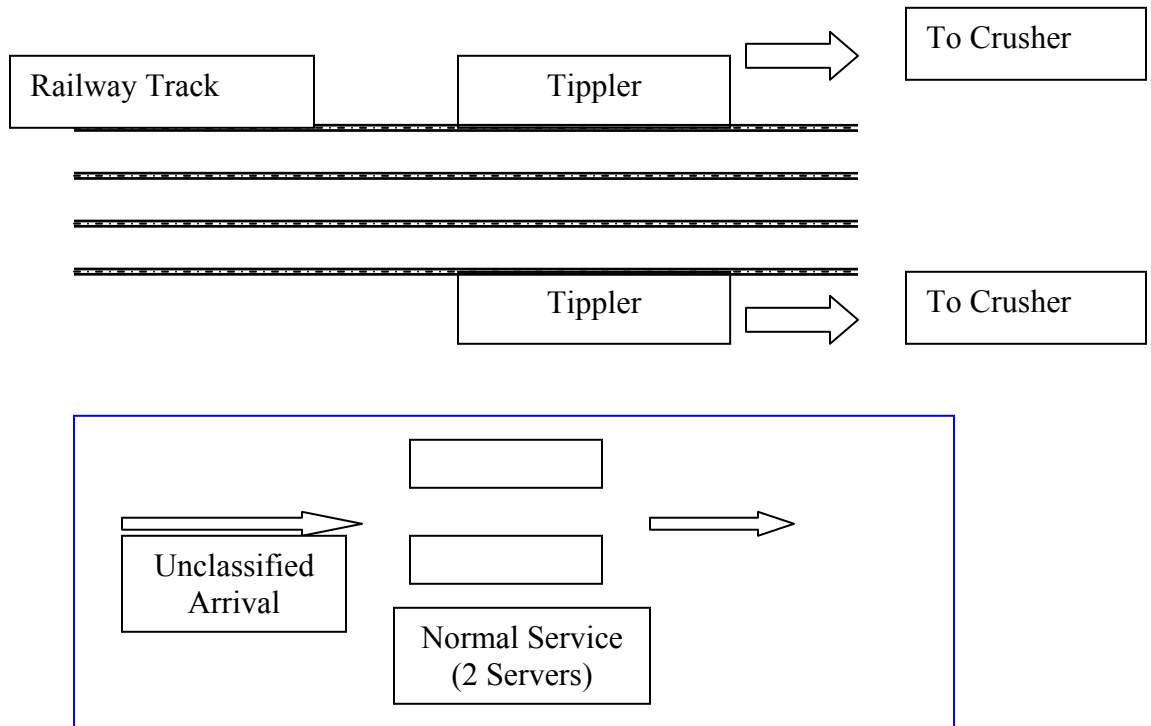 To Crusher
Railway Track
Tippler
Tippler
To Crusher
Unclassified
Arrival
Normal Service
(2 Servers)